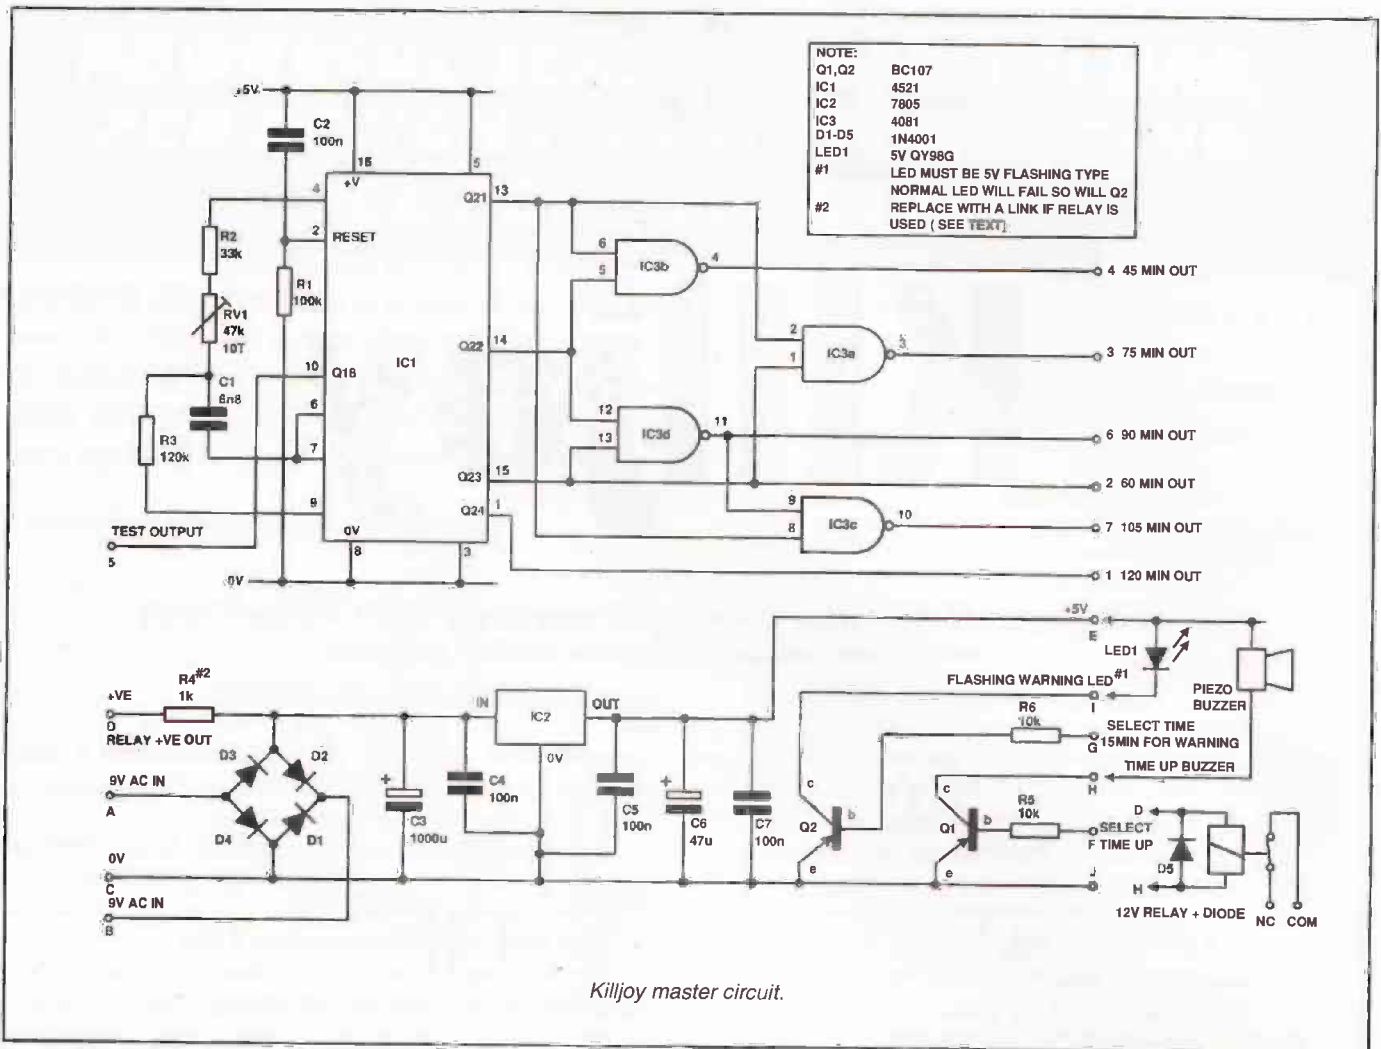 NOTE:
Q1,Q2 BC107
IC1 4521
IC2 7805
IC3 4081
D1-D5 1N4001
LED1 5V QY98G
#1 LED MUST BE 5V FLASHING TYPE
NORMAL LED WILL FAIL SO WILL Q2
#2 REPLACE WITH A LINK IF RELAY IS
USED ( SEE TEXT)
+5V
C2
100n
16
5
+V
4
Q21
13
2
RESET
R2
33k
R1
100k
RV1
47k
10T
IC1
Q22
14
10
Q18
C1
6n8
6
7
R3
120k
Q23
15
9
Q24
1
0V
8
3
TEST OUTPUT
5
0V
6
5
IC3b
4
4 45 MIN OUT
2
1
IC3a
3
3 75 MIN OUT
12
13
IC3d
11
6 90 MIN OUT
2 60 MIN OUT
9
8
IC3c
10
7 105 MIN OUT
1 120 MIN OUT
+5V
E
LED1
FLASHING WARNING LED #1
I
PIEZO
BUZZER
R6
10k
SELECT TIME
15MIN FOR WARNING
G
TIME UP BUZZER
H
+VE
D
RELAY +VE OUT
R4 #2
1k
IN
IC2
OUT
0V
D3
D2
D4
D1
9V AC IN
A
0V
C
9V AC IN
B
+
C3
1000u
C4
100n
C5
100n
+
C6
47u
C7
100n
c
Q2
b
e
c
Q1
b
e
R5
10k
SELECT
F TIME UP
J
D
D5
H
12V RELAY + DIODE
NC
COM
Killjoy master circuit.